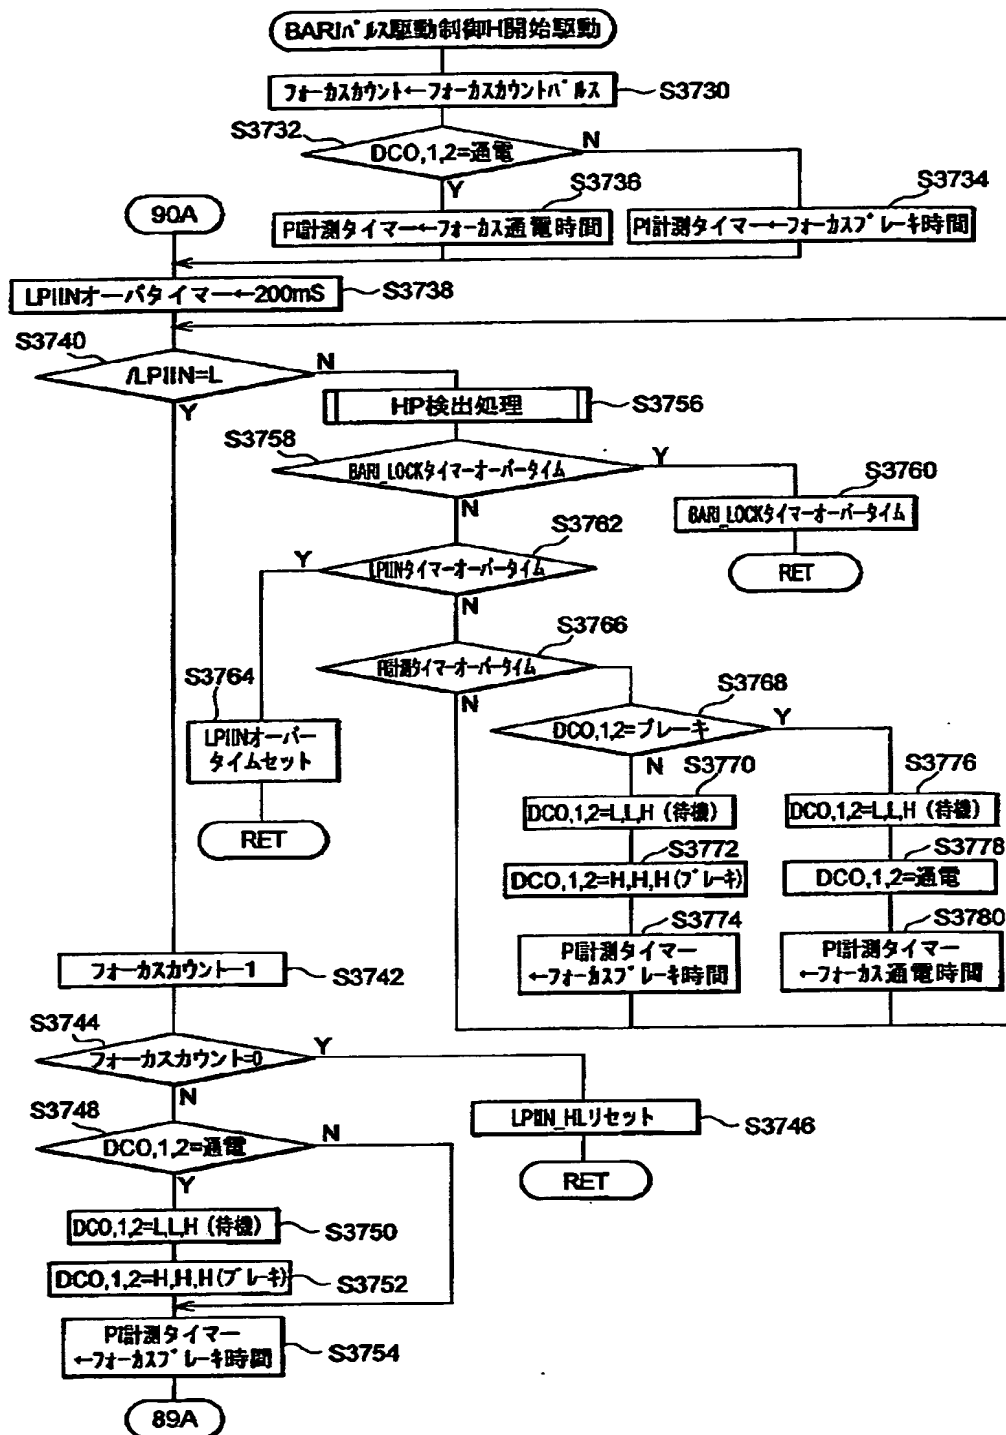 BARIパルス駆動制御H開始駆動
フォーカスカウント←フォーカスカウントパルス
S3730
S3732
DC0,1,2=通電
N
Y
S3736
S3734
90A
PI計測タイマー←フォーカス通電時間
PI計測タイマー←フォーカスブレーキ時間
LPIINオーバタイマー←200mS
S3738
S3740
/LPIIN=L
N
Y
HP検出処理
S3756
S3758
BARI_LOCKタイマーオーバータイム
Y
N
S3760
BARI_LOCKタイマーオーバータイム
RET
S3762
Y
LPIINタイマーオーバータイム
N
S3766
PI計測タイマーオーバータイム
N
S3764
LPIINオーバー
タイムセット
RET
S3768
DC0,1,2=ブレーキ
Y
N
S3770
DC0,1,2=L,L,H (待機)
S3776
DC0,1,2=L,L,H (待機)
S3772
DC0,1,2=H,H,H(ブレーキ)
S3778
DC0,1,2=通電
S3774
PI計測タイマー
←フォーカスブレーキ時間
S3780
PI計測タイマー
←フォーカス通電時間
フォーカスカウント−1
S3742
S3744
フォーカスカウント=0
Y
N
LPIIN_HLリセット
S3746
RET
S3748
DC0,1,2=通電
N
Y
DC0,1,2=L,L,H (待機)
S3750
DC0,1,2=H,H,H(ブレーキ)
S3752
PI計測タイマー
←フォーカスブレーキ時間
S3754
89A